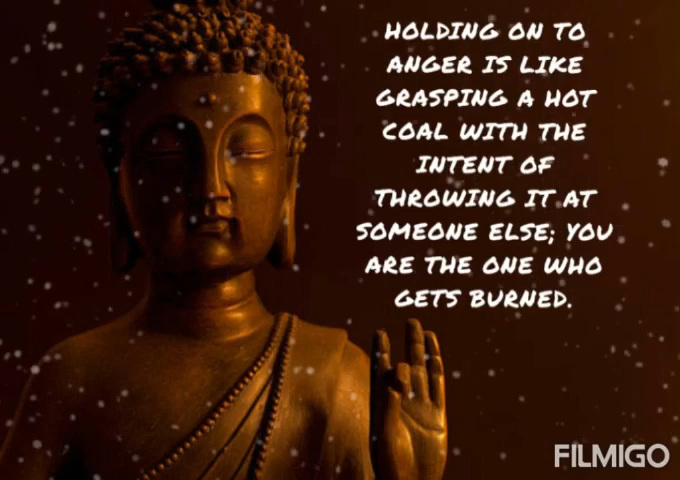 HOLDING ON TO
ANGER IS LIKE
GRASPING A HOT
COAL WITH THE
INTENT OF
THROWING IT AT
SOMEONE ELSE; YOU
ARE THE ONE WHO
GETS BURNED.
FILMIGO